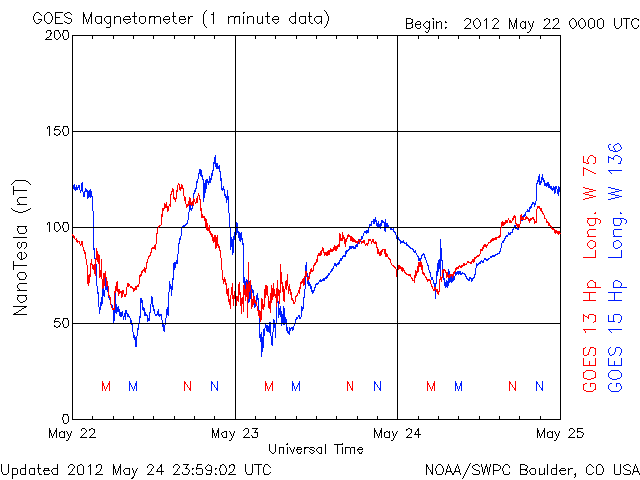 GOES Magnetometer (1 minute data)
Begin: 2012 May 22 0000 UTC
200
150
100
50
0
NanoTesla (nT)
M M N N M M N N M M N N
May 22 May 23 May 24 May 25
Universal Time
GOES 13 Hp Long. W 75
GOES 15 Hp Long. W 136
Updated 2012 May 24 23:59:02 UTC
NOAA/SWPC Boulder, CO USA